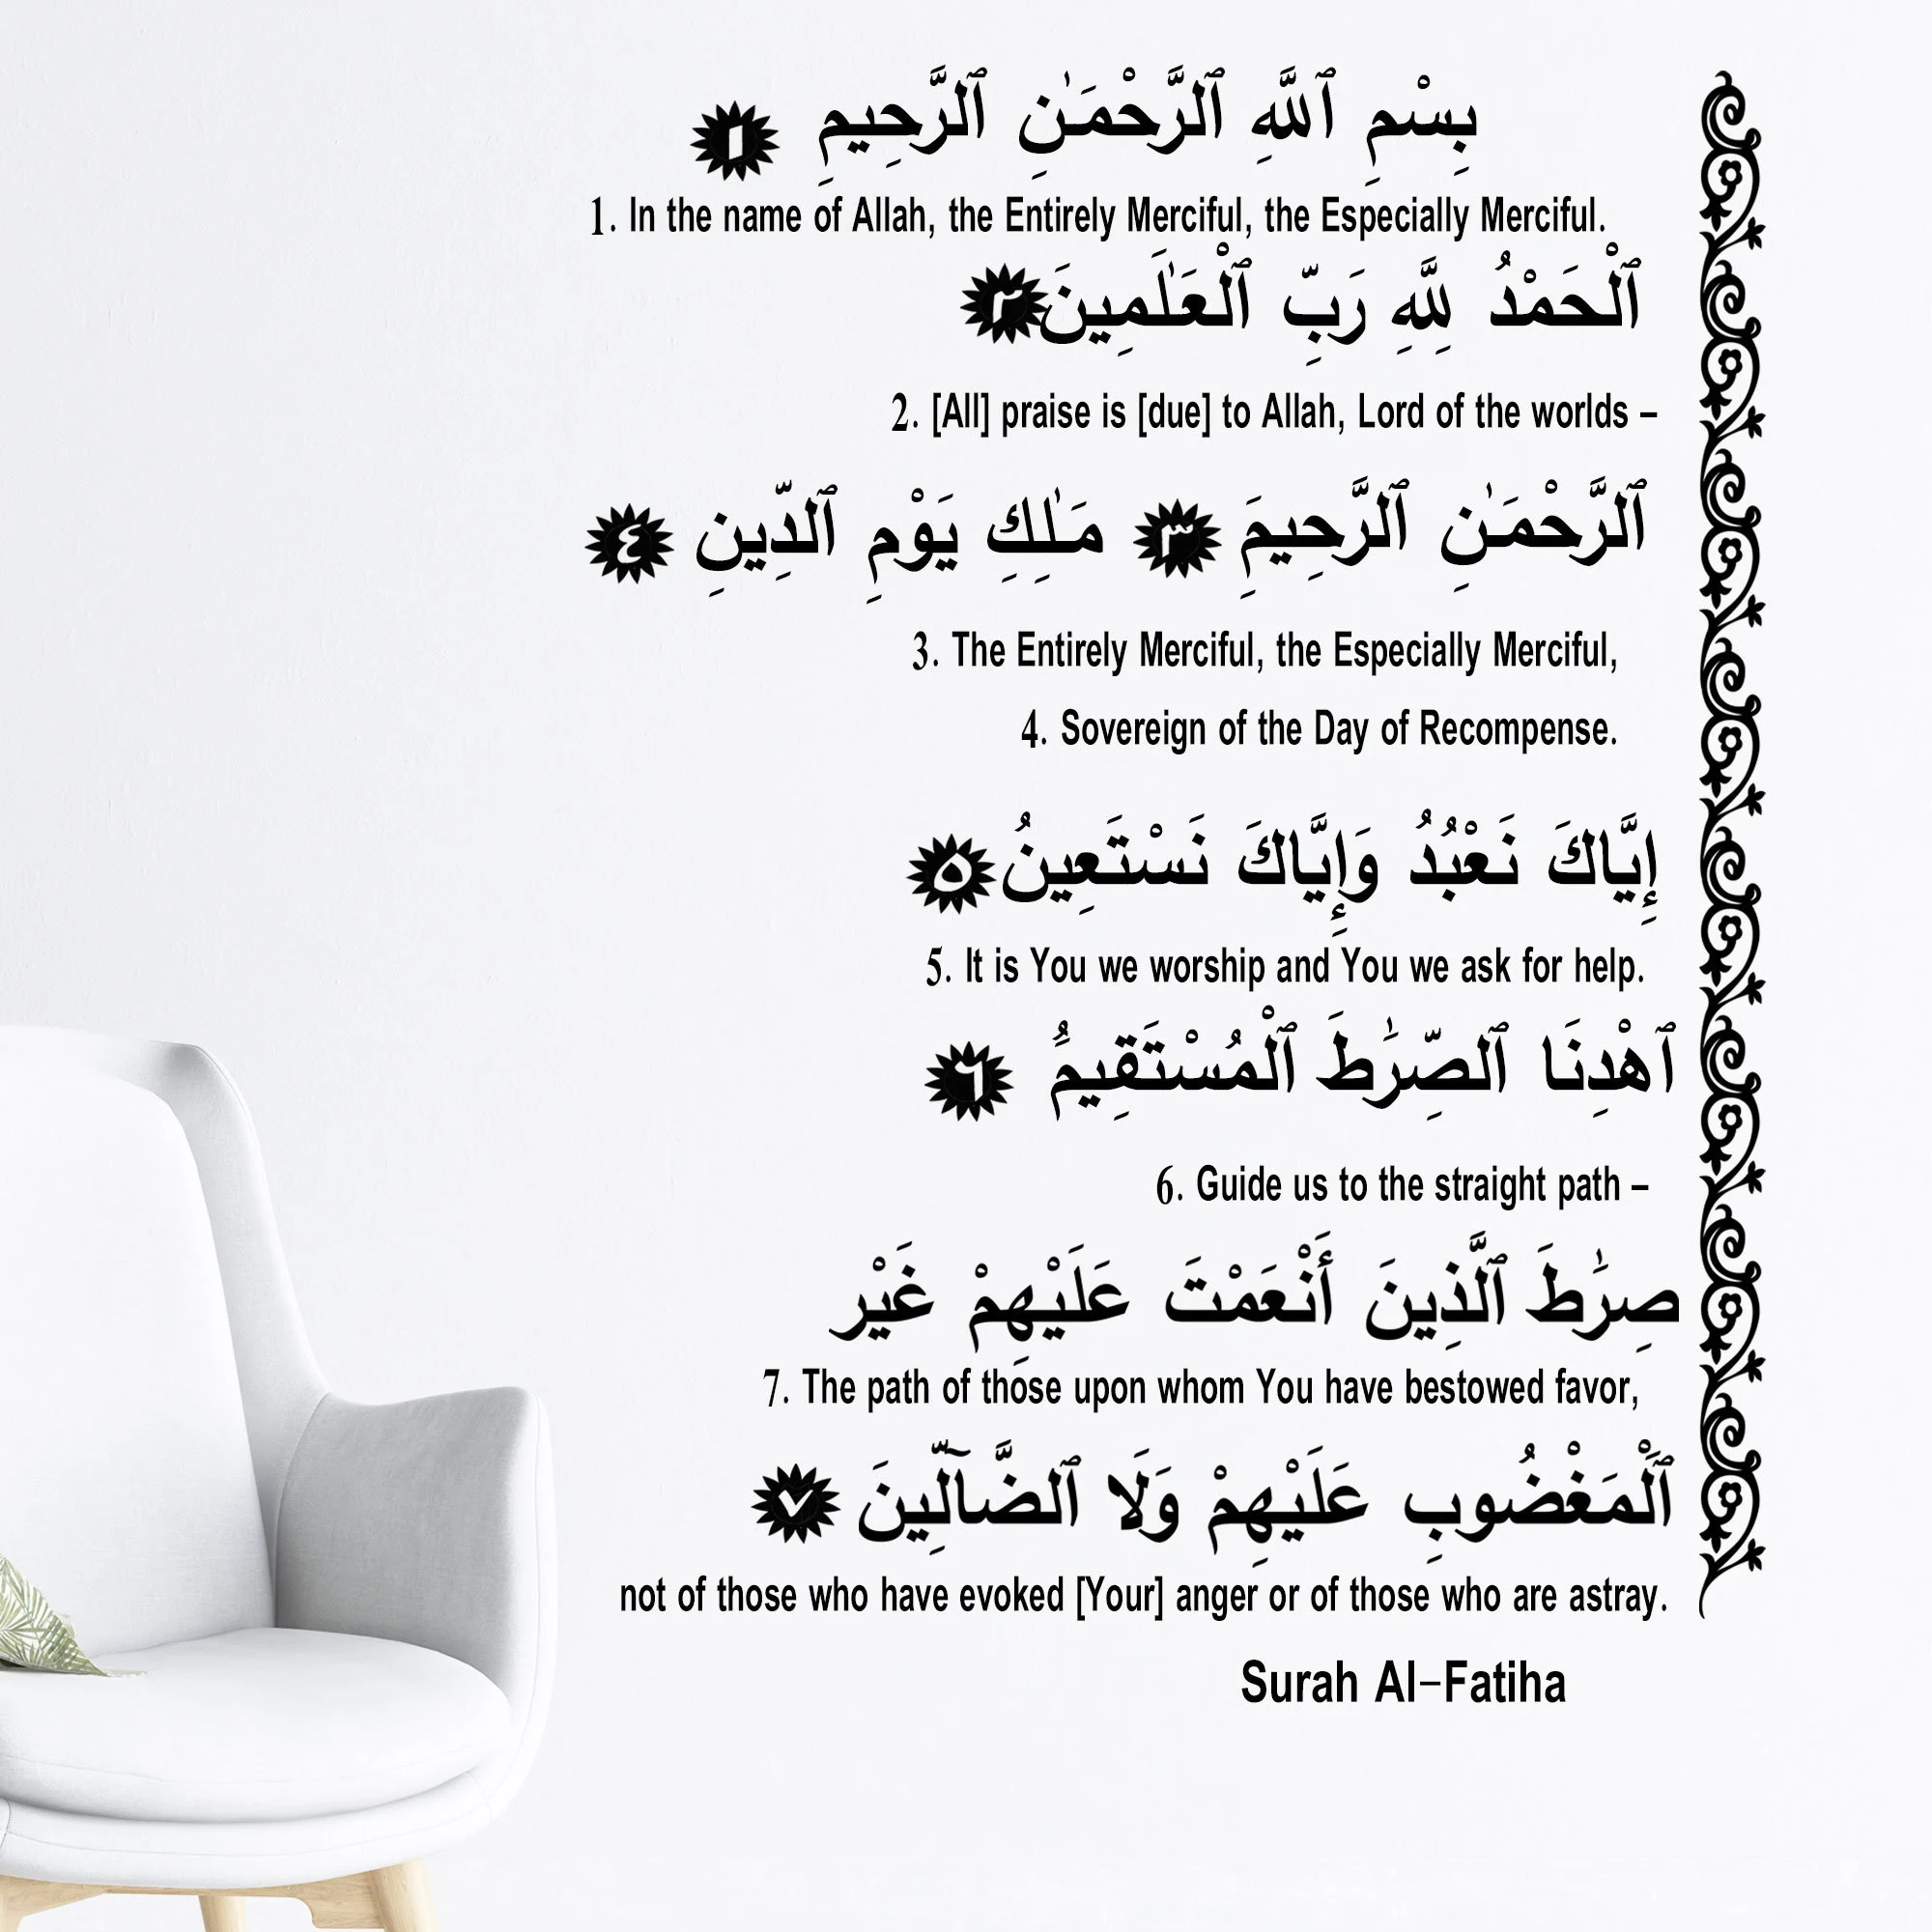 بِسْمِ ٱللَّهِ ٱلرَّحْمَـٰنِ ٱلرَّحِيمِ ١
1. In the name of Allah, the Entirely Merciful, the Especially Merciful.
ٱلْحَمْدُ لِلَّهِ رَبِّ ٱلْعَـٰلَمِينَ ٢
2. [All] praise is [due] to Allah, Lord of the worlds –
ٱلرَّحْمَـٰنِ ٱلرَّحِيمَِ ٣ مَـٰلِكِ يَوْمِ ٱلدِّينِ ٤
3. The Entirely Merciful, the Especially Merciful,
4. Sovereign of the Day of Recompense.
إِيَّاكَ نَعْبُدُ وَإِيَّاكَ نَسْتَعِينُ ٥
5. It is You we worship and You we ask for help.
ٱهْدِنَا ٱلصِّرَٰطَ ٱلْمُسْتَقِيمَُ ٦
6. Guide us to the straight path –
صِرَٰطَ ٱلَّذِينَ أَنْعَمْتَ عَلَيْهِمْ غَيْر
7. The path of those upon whom You have bestowed favor,
ٱلْمَغْضُوبِ عَلَيْهِمْ وَلَا ٱلضَّآلِّينَ ٧
not of those who have evoked [Your] anger or of those who are astray.
Surah Al-Fatiha